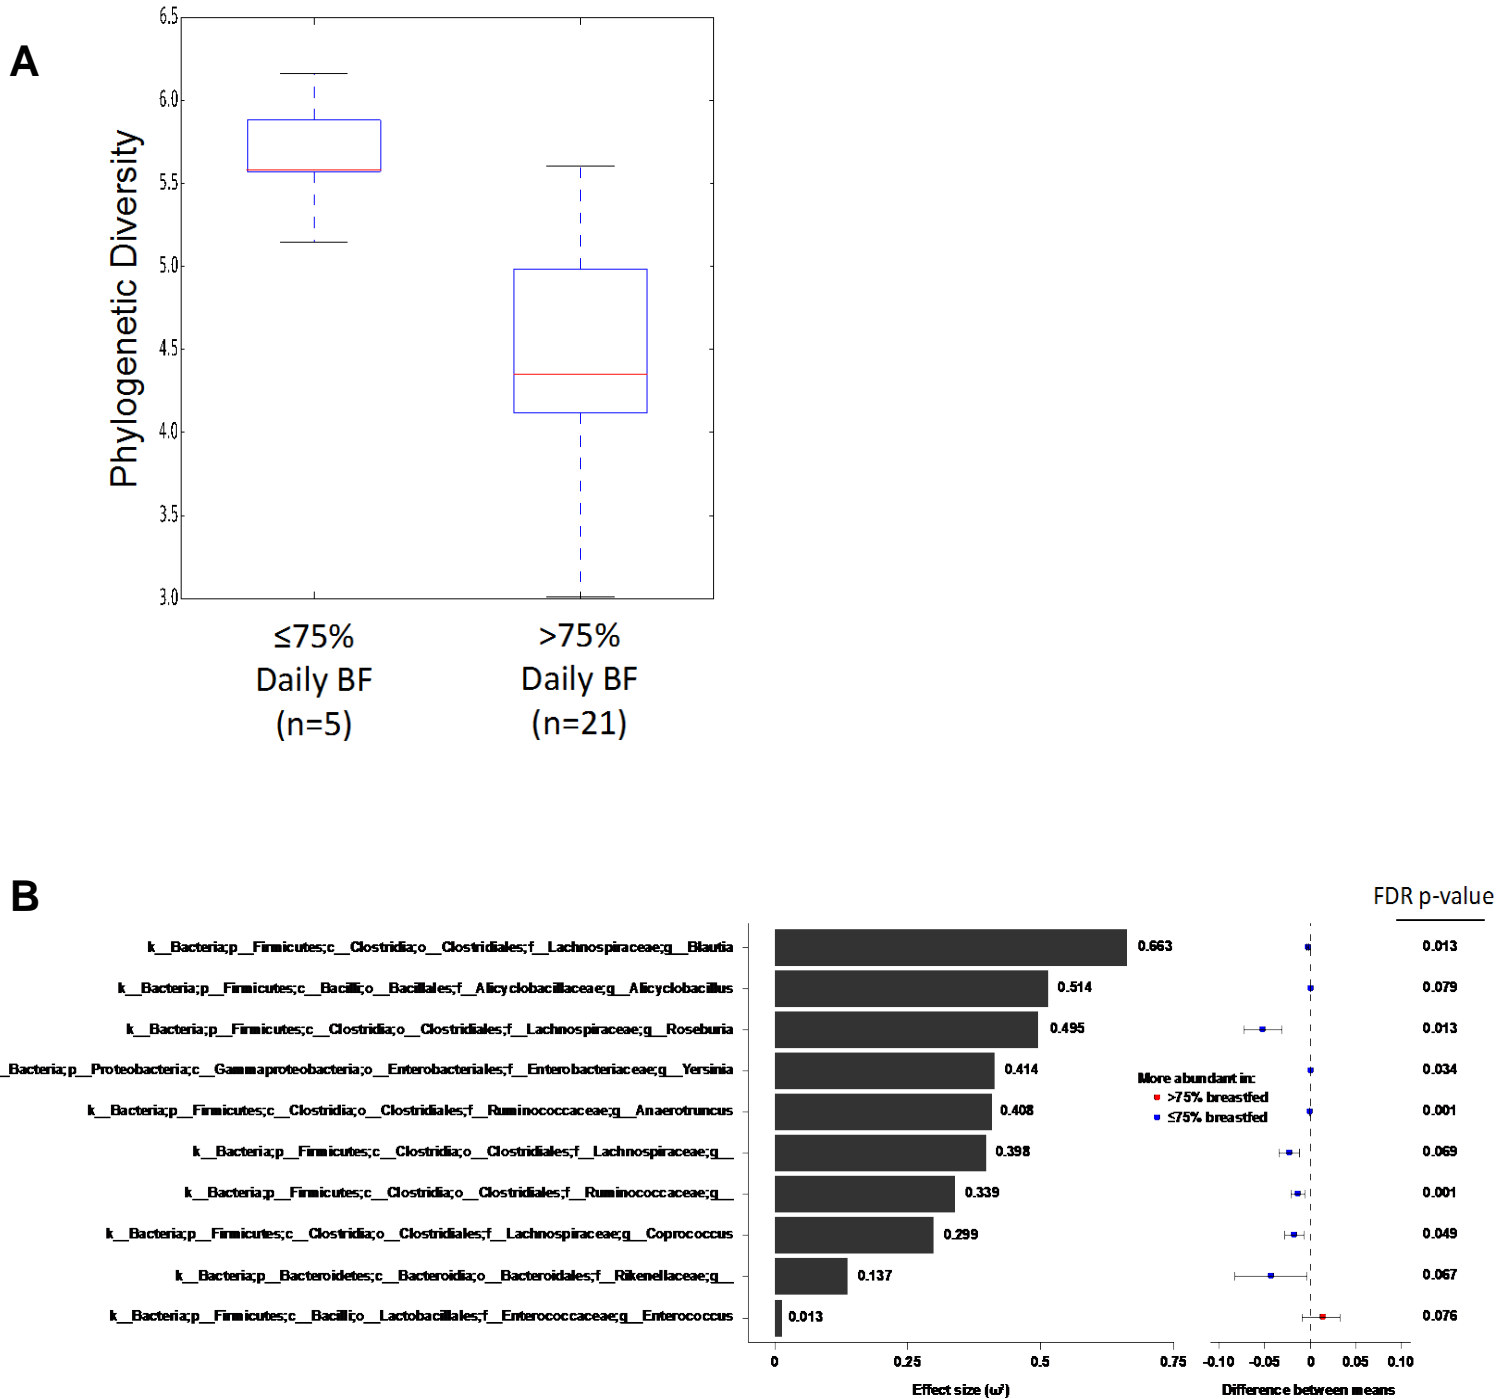 A
6.5
6.0
5.5
5.0
4.5
4.0
3.5
3.0
Phylogenetic Diversity
≤75%
Daily BF
(n=5)
>75%
Daily BF
(n=21)
B
FDR p-value
k__Bacteria;p__Firmicutes;c__Clostridia;o__Clostridiales;f__Lachnospiraceae;g__Blautia 0.663 0.013
k__Bacteria;p__Firmicutes;c__Bacilli;o__Bacillales;f__Alicyclobacillaceae;g__Alicyclobacillus 0.514 0.079
k__Bacteria;p__Firmicutes;c__Clostridia;o__Clostridiales;f__Lachnospiraceae;g__Roseburia 0.495 0.013
_Bacteria;p__Proteobacteria;c__Gammaproteobacteria;o__Enterobacteriales;f__Enterobacteriaceae;g__Yersinia 0.414 0.034
k__Bacteria;p__Firmicutes;c__Clostridia;o__Clostridiales;f__Ruminococcaceae;g__Anaerotruncus 0.408 0.001
k__Bacteria;p__Firmicutes;c__Clostridia;o__Clostridiales;f__Lachnospiraceae;g__ 0.398 0.069
k__Bacteria;p__Firmicutes;c__Clostridia;o__Clostridiales;f__Ruminococcaceae;g__ 0.339 0.001
k__Bacteria;p__Firmicutes;c__Clostridia;o__Clostridiales;f__Lachnospiraceae;g__Coprococcus 0.299 0.049
k__Bacteria;p__Bacteroidetes;c__Bacteroidia;o__Bacteroidales;f__Rikenellaceae;g__ 0.137 0.067
k__Bacteria;p__Firmicutes;c__Bacilli;o__Lactobacillales;f__Enterococcaceae;g__Enterococcus 0.013 0.076
More abundant in:
>75% breastfed
≤75% breastfed
0 0.25 0.5 0.75
Effect size (ω²)
-0.10 -0.05 0 0.05 0.10
Difference between means